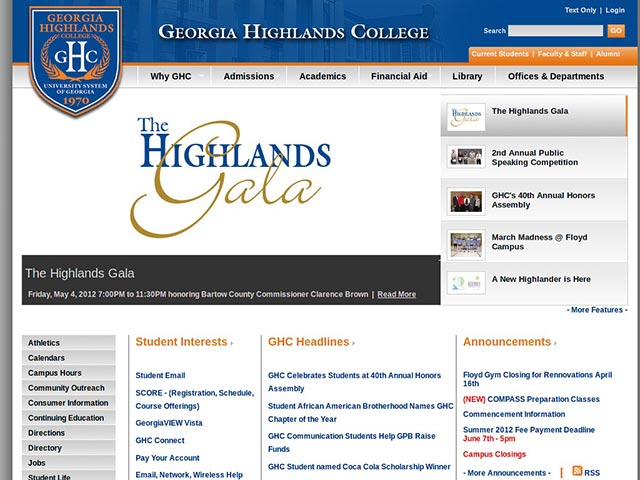 Text Only | Login
GEORGIA
HIGHLANDS
COLLEGE
GHC
UNIVERSITY SYSTEM
OF GEORGIA
1970
GEORGIA HIGHLANDS COLLEGE
Search GO
Current Students | Faculty & Staff | Alumni
Why GHC Admissions Academics Financial Aid Library Offices & Departments
The
HIGHLANDS
Gala
The Highlands Gala
Friday, May 4, 2012 7:00PM to 11:30PM honoring Bartow County Commissioner Clarence Brown | Read More
The Highlands Gala
2nd Annual Public
Speaking Competition
GHC's 40th Annual Honors
Assembly
March Madness @ Floyd
Campus
A New Highlander is Here
- More Features -
Athletics
Calendars
Campus Hours
Community Outreach
Consumer Information
Continuing Education
Directions
Directory
Jobs
Student Life
Student Interests ›
Student Email
SCORE - (Registration, Schedule,
Course Offerings)
GeorgiaVIEW Vista
GHC Connect
Pay Your Account
Email, Network, Wireless Help
GHC Headlines ›
GHC Celebrates Students at 40th Annual Honors
Assembly
Student African American Brotherhood Names GHC
Chapter of the Year
GHC Communication Students Help GPB Raise
Funds
GHC Student named Coca Cola Scholarship Winner
Announcements ›
Floyd Gym Closing for Rennovations April
16th
(NEW) COMPASS Preparation Classes
Commencement Information
Summer 2012 Fee Payment Deadline
June 7th - 5pm
Campus Closings
- More Announcements - | RSS